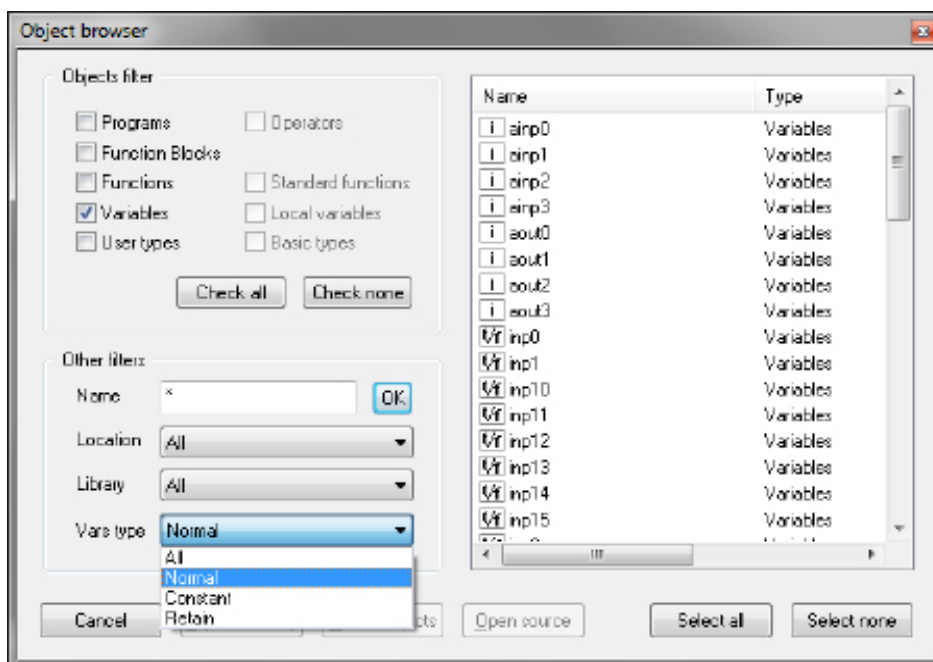 Object browser
Objects filter
Programs
Operators
Function Blocks
Functions
Standard functions
Variables
Local variables
User types
Basic types
Check all
Check none
Other filters
Name
*
OK
Location
All
Library
All
Vars type
Normal
All
Normal
Constant
Retain
Name Type
ainp0 Variables
ainp1 Variables
ainp2 Variables
ainp3 Variables
aout0 Variables
aout1 Variables
aout2 Variables
aout3 Variables
inp0 Variables
inp1 Variables
inp10 Variables
inp11 Variables
inp12 Variables
inp13 Variables
inp14 Variables
inp15 Variables
Cancel
Open source
Select all
Select none